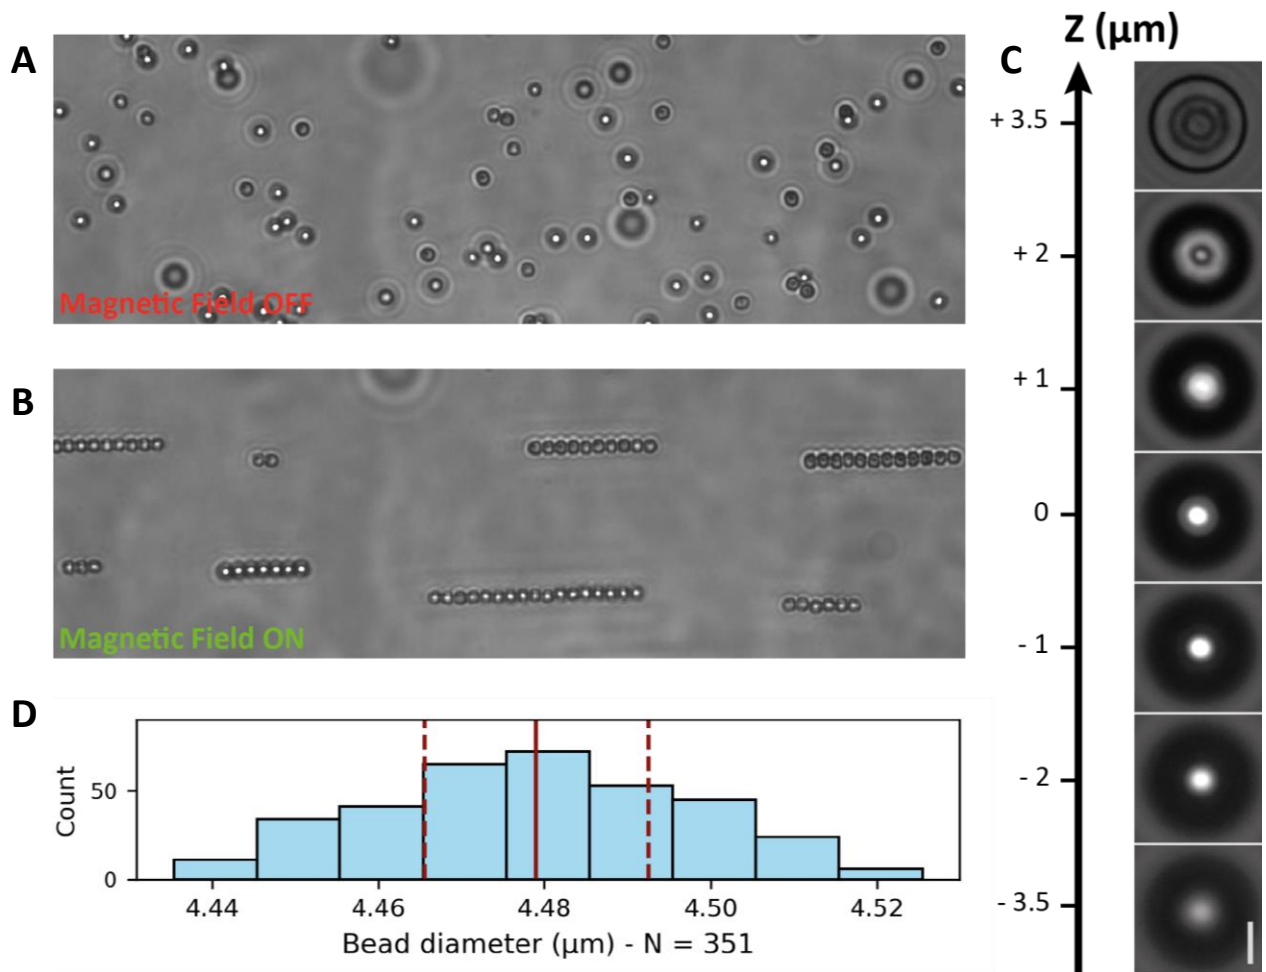 A
Magnetic Field OFF
B
Magnetic Field ON
C
Z (μm)
+ 3.5
+ 2
+ 1
0
- 1
- 2
- 3.5
D
Count
50
0
4.44 4.46 4.48 4.50 4.52
Bead diameter (μm) - N = 351